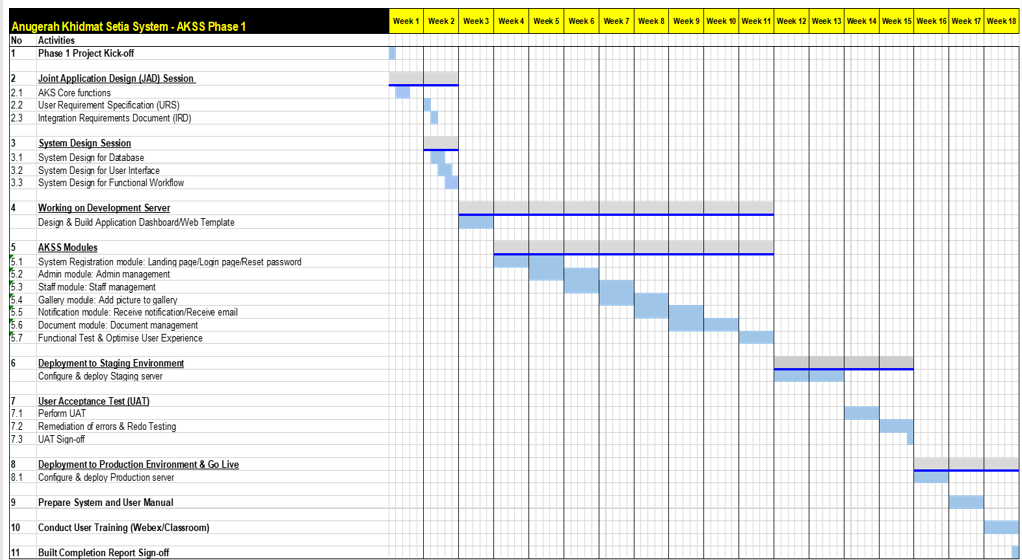 Anugerah Khidmat Setia System - AKSS Phase 1 Week 1 Week 2 Week 3 Week 4 Week 5 Week 6 Week 7 Week 8 Week 9 Week 10 Week 11 Week 12 Week 13 Week 14 Week 15 Week 16 Week 17 Week 18
No Activities
1 Phase 1 Project Kick-off
2 Joint Application Design (JAD) Session
2.1 AKS Core functions
2.2 User Requirement Specification (URS)
2.3 Integration Requirements Document (IRD)
3 System Design Session
3.1 System Design for Database
3.2 System Design for User Interface
3.3 System Design for Functional Workflow
4 Working on Development Server
Design & Build Application Dashboard/Web Template
5 AKSS Modules
5.1 System Registration module: Landing page/Login page/Reset password
5.2 Admin module: Admin management
5.3 Staff module: Staff management
5.4 Gallery module: Add picture to gallery
5.5 Notification module: Receive notification/Receive email
5.6 Document module: Document management
5.7 Functional Test & Optimise User Experience
6 Deployment to Staging Environment
Configure & deploy Staging server
7 User Acceptance Test (UAT)
7.1 Perform UAT
7.2 Remediation of errors & Redo Testing
7.3 UAT Sign-off
8 Deployment to Production Environment & Go Live
8.1 Configure & deploy Production server
9 Prepare System and User Manual
10 Conduct User Training (Webex/Classroom)
11 Built Completion Report Sign-off